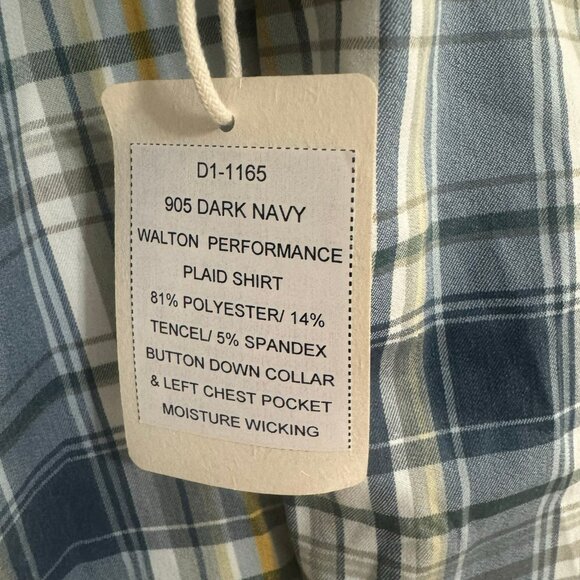 D1-1165
905 DARK NAVY
WALTON PERFORMANCE
PLAID SHIRT
81% POLYESTER/ 14%
TENCEL/ 5% SPANDEX
BUTTON DOWN COLLAR
& LEFT CHEST POCKET
MOISTURE WICKING